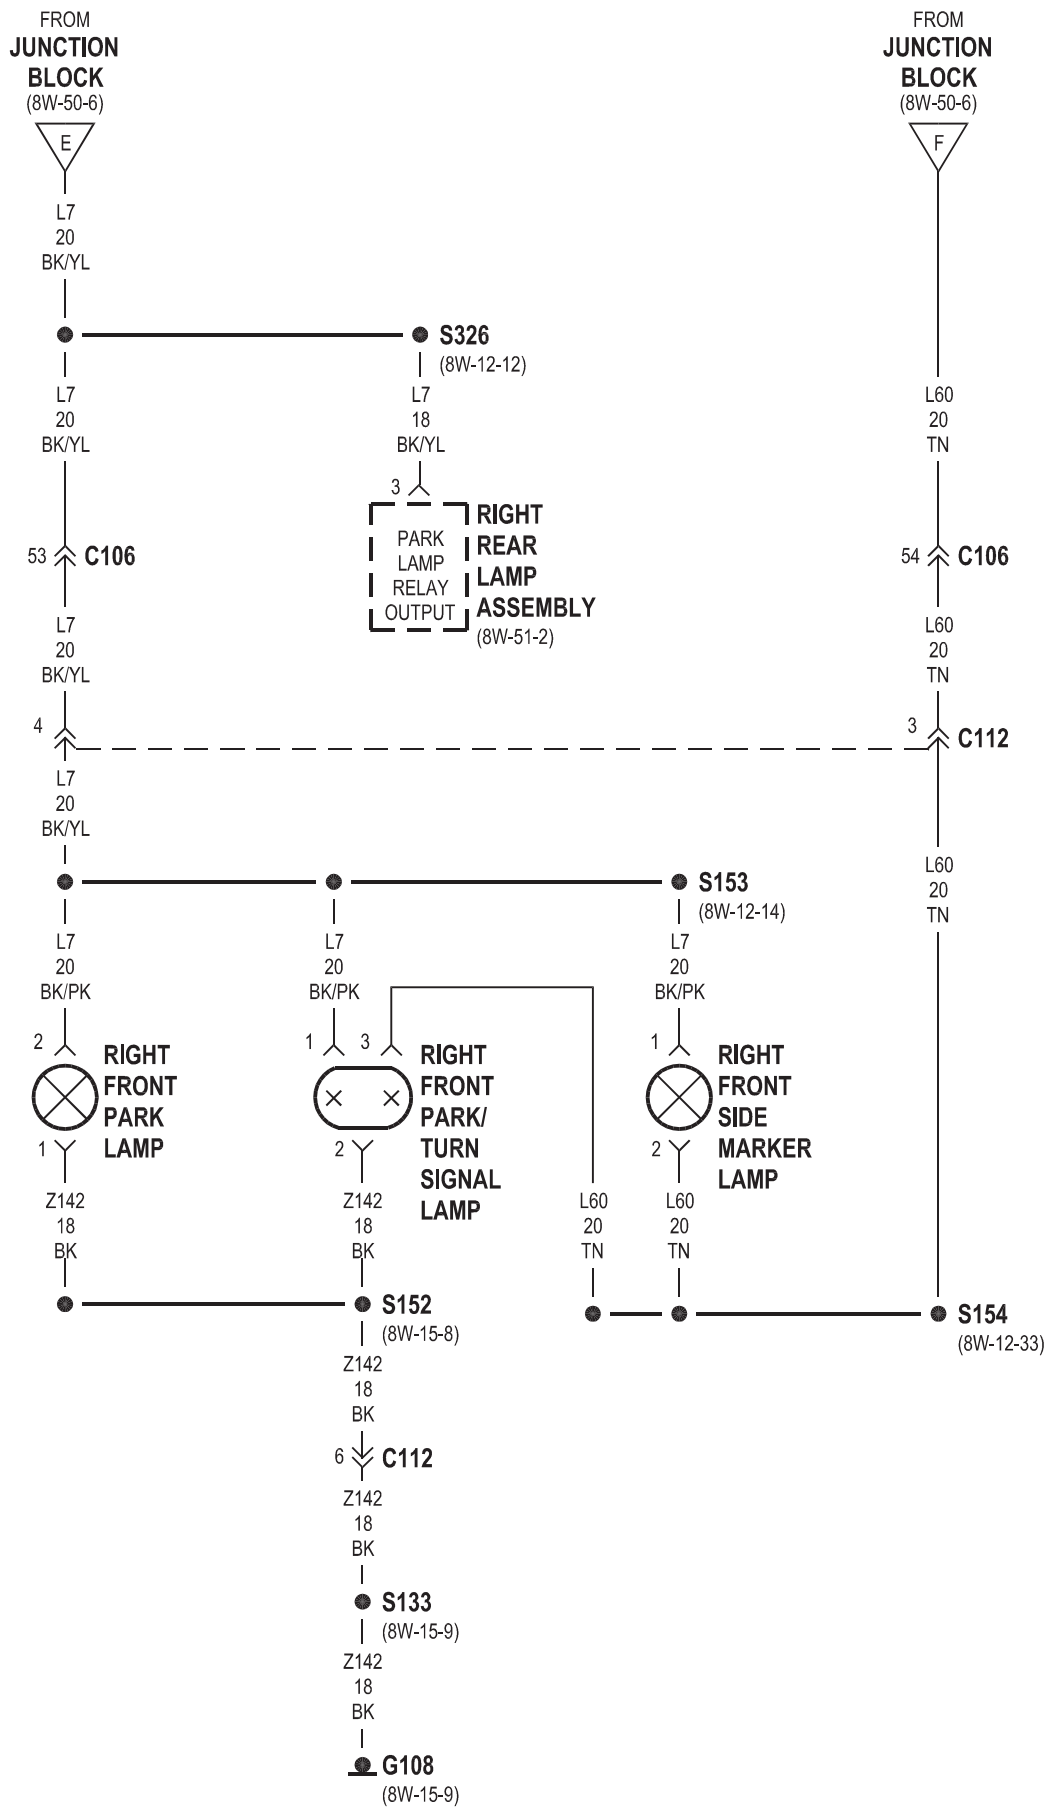 FROM
JUNCTION
BLOCK
(8W-50-6)
E
FROM
JUNCTION
BLOCK
(8W-50-6)
F
L7
20
BK/YL
S326
(8W-12-12)
L7
20
BK/YL
L7
18
BK/YL
L60
20
TN
3
RIGHT
REAR
LAMP
ASSEMBLY
(8W-51-2)
PARK
LAMP
RELAY
OUTPUT
53
C106
54
C106
L7
20
BK/YL
L60
20
TN
4
3
C112
L7
20
BK/YL
L60
20
TN
S153
(8W-12-14)
L7
20
BK/PK
L7
20
BK/PK
L7
20
BK/PK
2
RIGHT
FRONT
PARK
LAMP
1
1
3
RIGHT
FRONT
PARK/
TURN
SIGNAL
LAMP
2
1
RIGHT
FRONT
SIDE
MARKER
LAMP
2
Z142
18
BK
Z142
18
BK
L60
20
TN
L60
20
TN
S152
(8W-15-8)
S154
(8W-12-33)
Z142
18
BK
6
C112
Z142
18
BK
S133
(8W-15-9)
Z142
18
BK
G108
(8W-15-9)